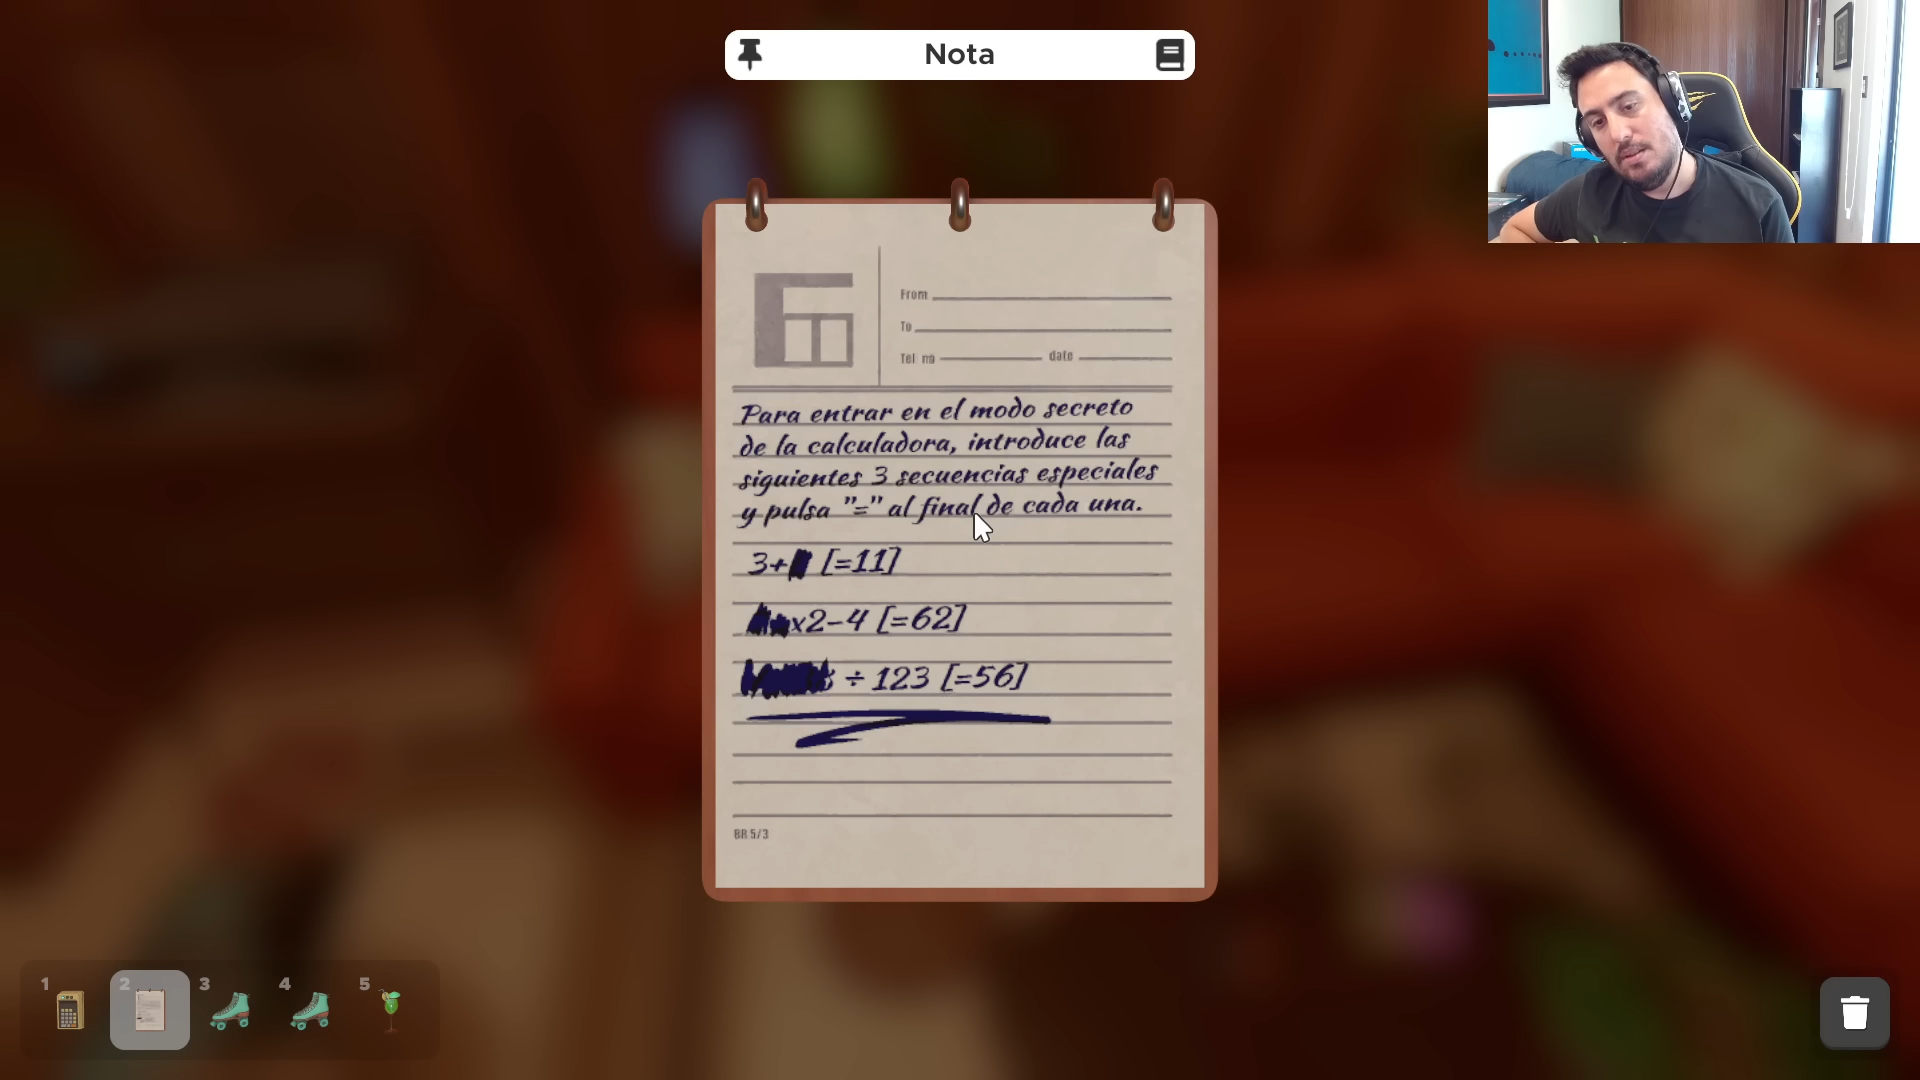 Nota
From
To
Tel no date
Para entrar en el modo secreto
de la calculadora, introduce las
siguientes 3 secuencias especiales
y pulsa "=" al final de cada una.
3+ [=11]
x2-4 [=62]
÷ 123 [=56]
BR 5/3
1 2 3 4 5